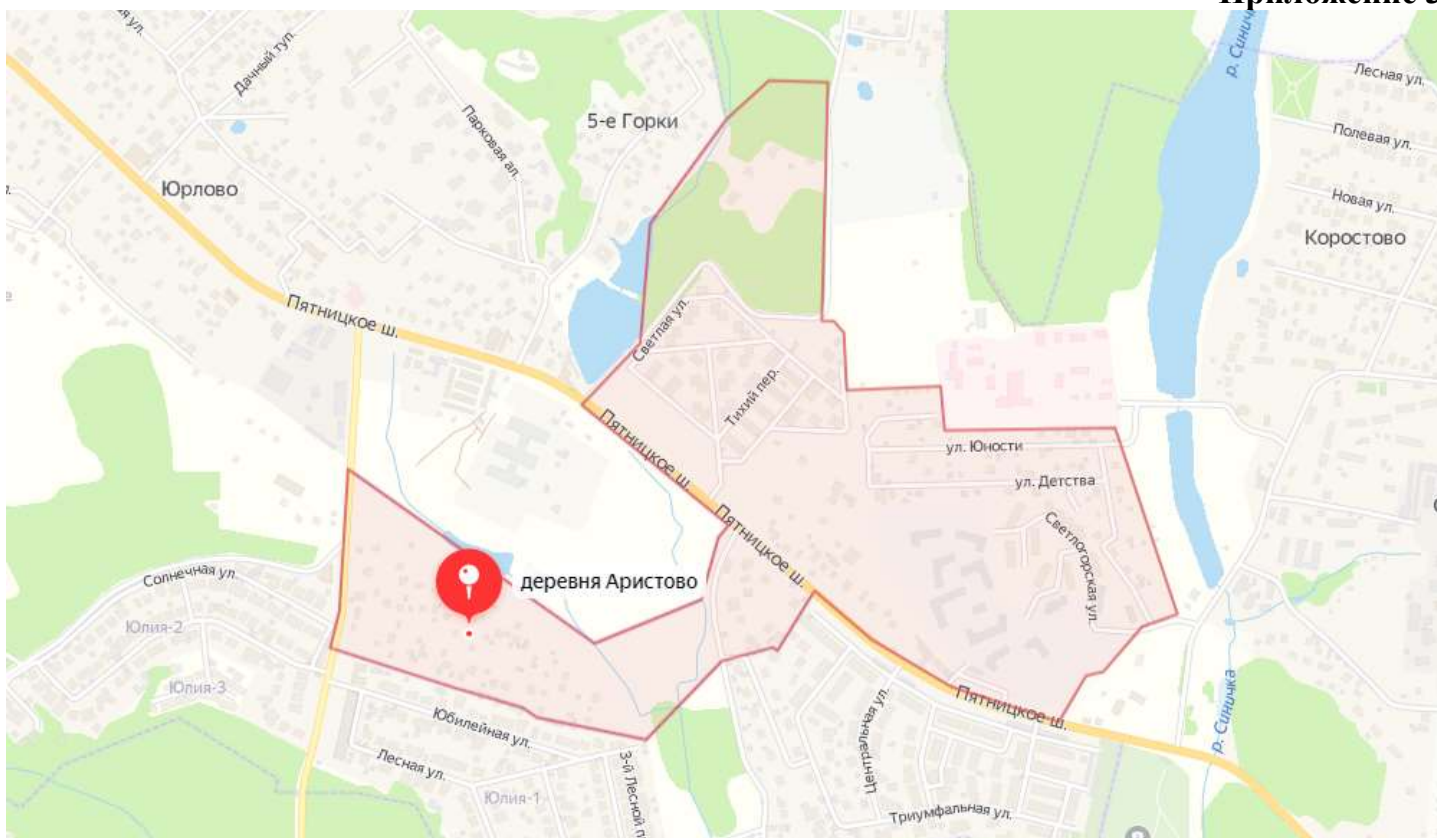 Приложение
р. Синичка
Дачный туп.
Лесная ул.
5-е Горки
Парковая ал.
Полевая ул.
Юрлово
Новая ул.
Коростово
Пятницкое ш.
Светлая ул.
Тихий пер.
Пятницкое ш.
ул. Юности
ул. Детства
Пятницкое ш.
Светлогорская ул.
Солнечная ул.
деревня Аристово
Юлия-2
Юлия-3
Юбилейная ул.
Пятницкое ш.
р. Синичка
Центральная ул.
Лесная ул.
3-й Лесной п
Юлия-1
Триумфальная ул.